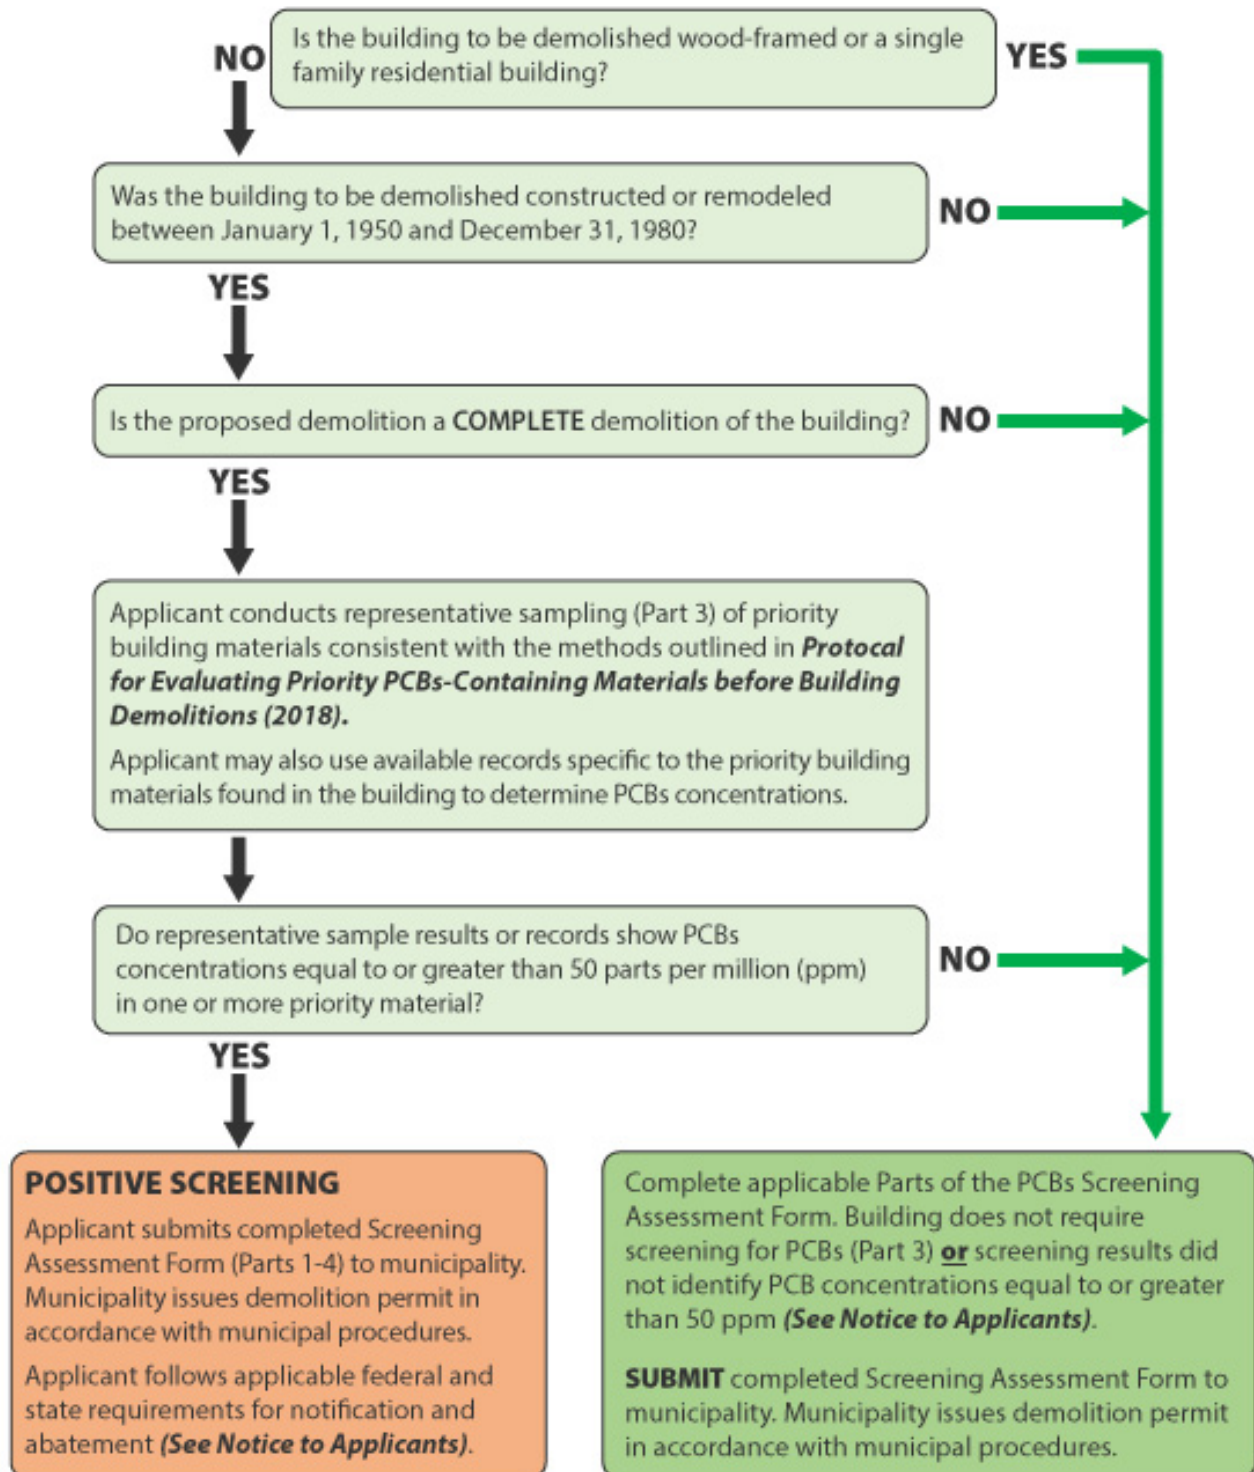 Is the building to be demolished wood-framed or a single
family residential building?
NO
YES
Was the building to be demolished constructed or remodeled
between January 1, 1950 and December 31, 1980?
NO
YES
Is the proposed demolition a COMPLETE demolition of the building?
NO
YES
Applicant conducts representative sampling (Part 3) of priority
building materials consistent with the methods outlined in Protocal
for Evaluating Priority PCBs-Containing Materials before Building
Demolitions (2018).
Applicant may also use available records specific to the priority building
materials found in the building to determine PCBs concentrations.
Do representative sample results or records show PCBs
concentrations equal to or greater than 50 parts per million (ppm)
in one or more priority material?
NO
YES
POSITIVE SCREENING
Applicant submits completed Screening
Assessment Form (Parts 1-4) to municipality.
Municipality issues demolition permit in
accordance with municipal procedures.
Applicant follows applicable federal and
state requirements for notification and
abatement (See Notice to Applicants).
Complete applicable Parts of the PCBs Screening
Assessment Form. Building does not require
screening for PCBs (Part 3) or screening results did
not identify PCB concentrations equal to or greater
than 50 ppm (See Notice to Applicants).
SUBMIT completed Screening Assessment Form to
municipality. Municipality issues demolition permit
in accordance with municipal procedures.